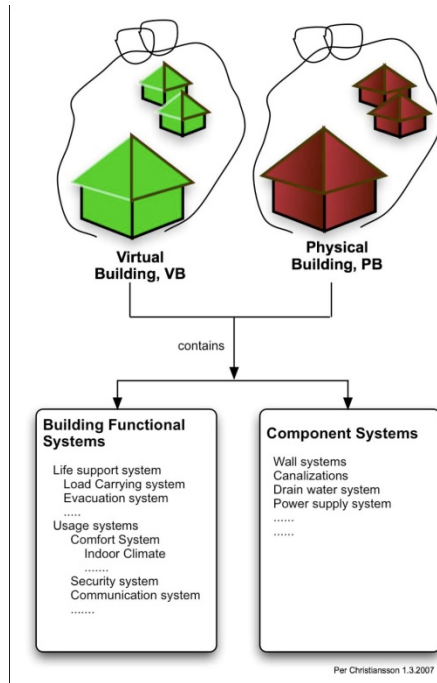 Virtual
Building, VB
Physical
Building, PB
contains
Building Functional
Systems
Life support system
Load Carrying system
Evacuation system
.....
Usage systems
Comfort System
Indoor Climate
.......
Security system
Communication system
.......
Component Systems
Wall systems
Canalizations
Drain water system
Power supply system
......
......
Per Christiansson 1.3.2007